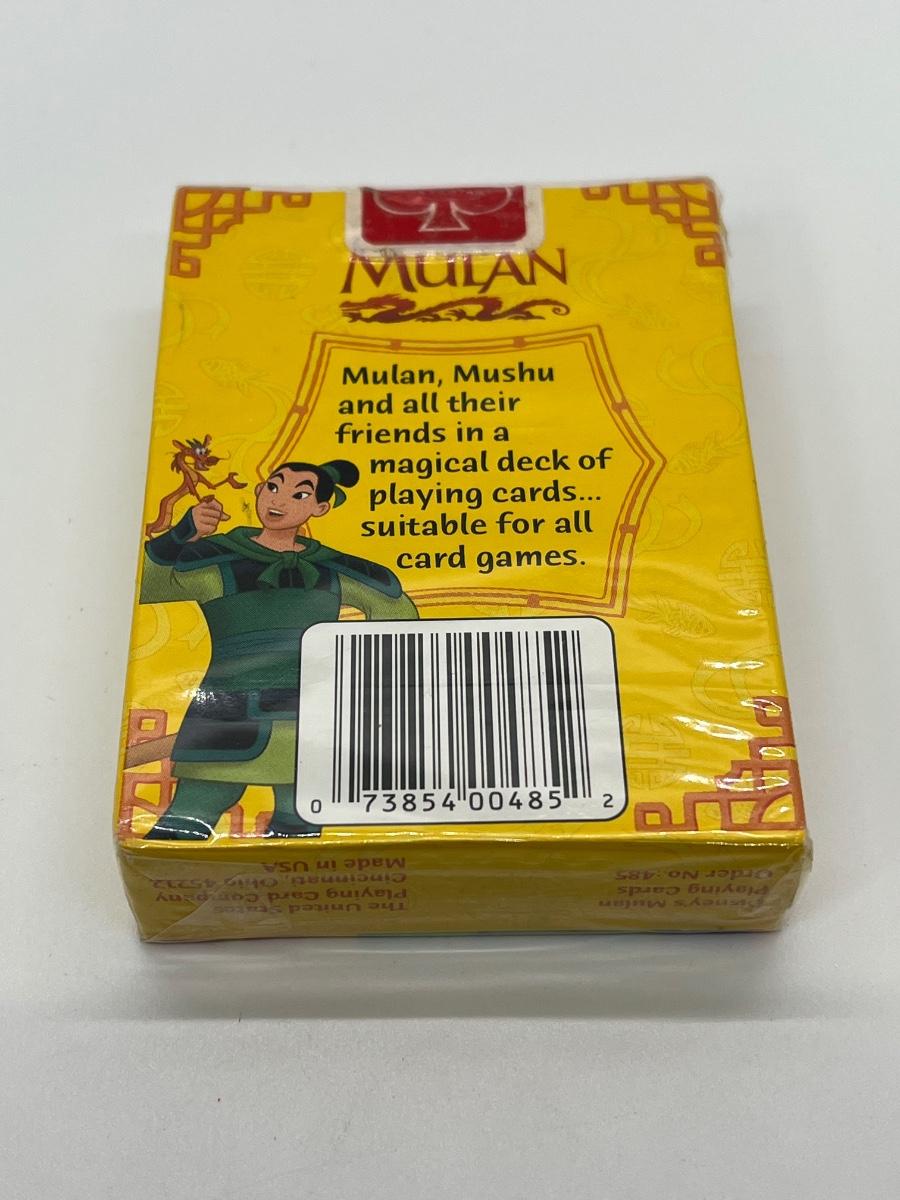 MULAN
Mulan, Mushu
and all their
friends in a
magical deck of
playing cards...
suitable for all
card games.
0 73854 00485 2
The United States
Playing Card Company
Cincinnati, Ohio 45212
Made in USA
Disney's Mulan
Playing Cards
Order No. 485